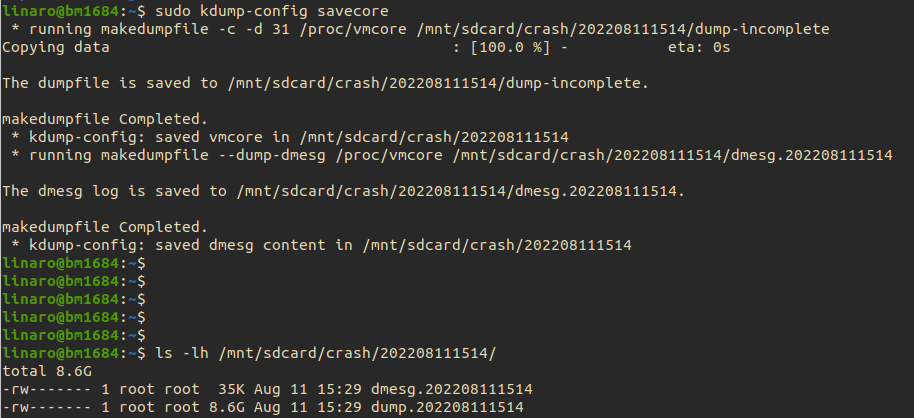 linaro@bm1684:~$ sudo kdump-config savecore
 * running makedumpfile -c -d 31 /proc/vmcore /mnt/sdcard/crash/202208111514/dump-incomplete
Copying data                                      : [100.0 %] -           eta: 0s
The dumpfile is saved to /mnt/sdcard/crash/202208111514/dump-incomplete.
makedumpfile Completed.
 * kdump-config: saved vmcore in /mnt/sdcard/crash/202208111514
 * running makedumpfile --dump-dmesg /proc/vmcore /mnt/sdcard/crash/202208111514/dmesg.202208111514
The dmesg log is saved to /mnt/sdcard/crash/202208111514/dmesg.202208111514.
makedumpfile Completed.
 * kdump-config: saved dmesg content in /mnt/sdcard/crash/202208111514
linaro@bm1684:~$
linaro@bm1684:~$
linaro@bm1684:~$
linaro@bm1684:~$
linaro@bm1684:~$
linaro@bm1684:~$ ls -lh /mnt/sdcard/crash/202208111514/
total 8.6G
-rw------- 1 root root  35K Aug 11 15:29 dmesg.202208111514
-rw------- 1 root root 8.6G Aug 11 15:29 dump.202208111514